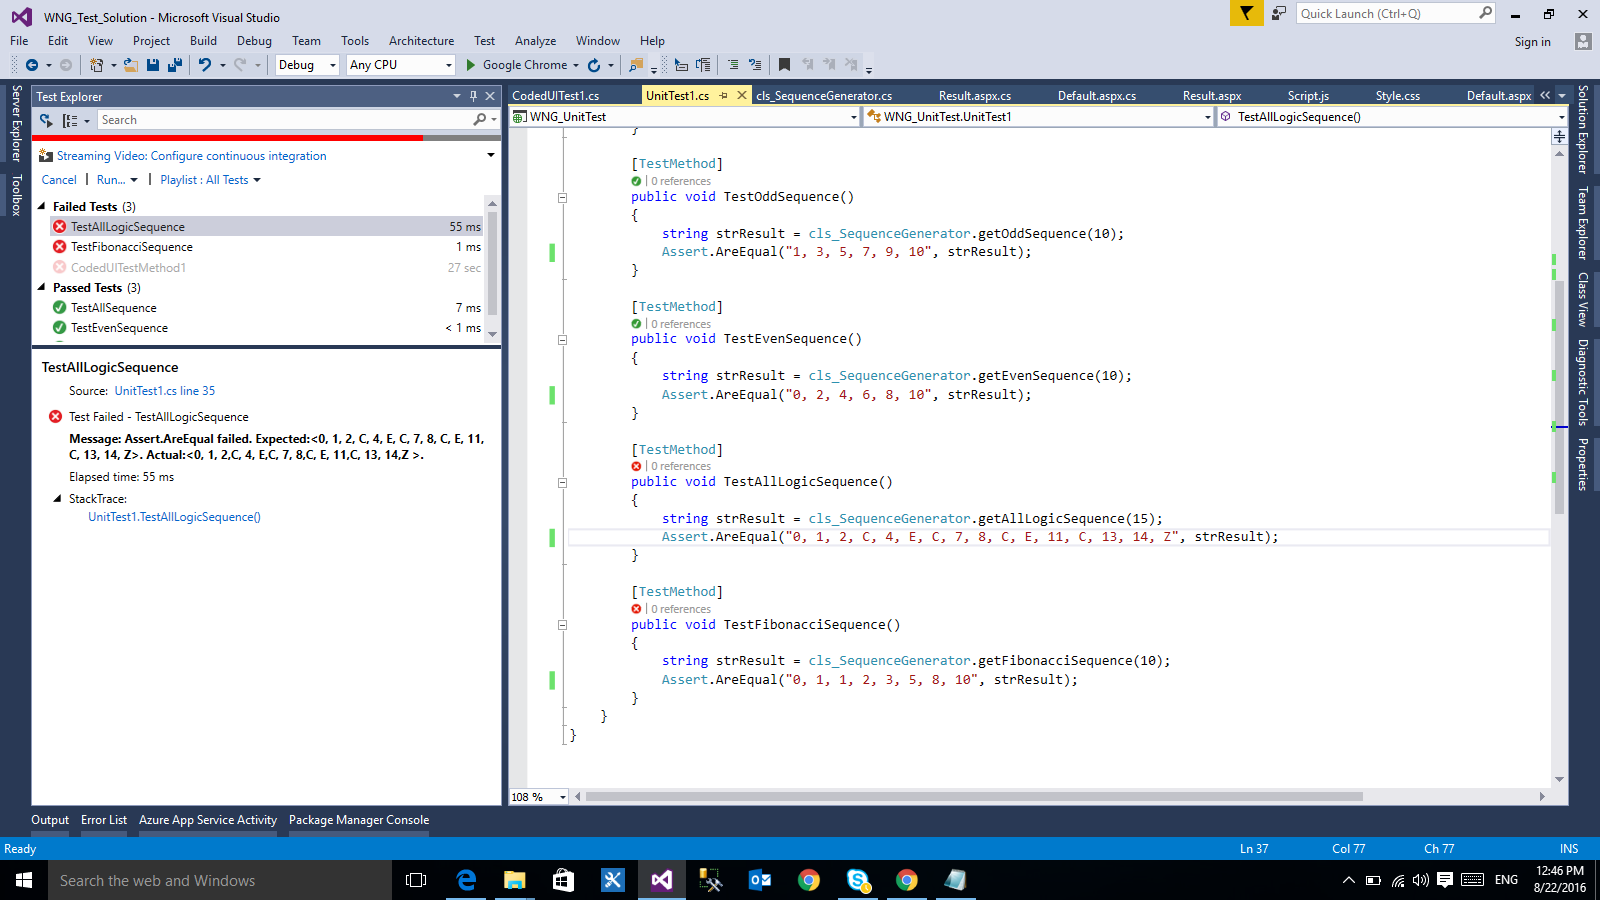 WNG_Test_Solution - Microsoft Visual Studio
Quick Launch (Ctrl+Q)
File Edit View Project Build Debug Team Tools Architecture Test Analyze Window Help
Sign in
Debug Any CPU Google Chrome
Server Explorer
Toolbox
Test Explorer
Search
Streaming Video: Configure continuous integration
Cancel | Run... | Playlist : All Tests
Failed Tests (3)
TestAllLogicSequence 55 ms
TestFibonacciSequence 1 ms
CodedUITestMethod1 27 sec
Passed Tests (3)
TestAllSequence 7 ms
TestEvenSequence < 1 ms
TestAllLogicSequence
Source: UnitTest1.cs line 35
Test Failed - TestAllLogicSequence
Message: Assert.AreEqual failed. Expected:<0, 1, 2, C, 4, E, C, 7, 8, C, E, 11,
C, 13, 14, Z>. Actual:<0, 1, 2,C, 4, E,C, 7, 8,C, E, 11,C, 13, 14,Z >.
Elapsed time: 55 ms
StackTrace:
UnitTest1.TestAllLogicSequence()
CodedUITest1.cs UnitTest1.cs cls_SequenceGenerator.cs Result.aspx.cs Default.aspx.cs Result.aspx Script.js Style.css Default.aspx
WNG_UnitTest WNG_UnitTest.UnitTest1 TestAllLogicSequence()
}
[TestMethod]
| 0 references
public void TestOddSequence()
{
string strResult = cls_SequenceGenerator.getOddSequence(10);
Assert.AreEqual("1, 3, 5, 7, 9, 10", strResult);
}
[TestMethod]
| 0 references
public void TestEvenSequence()
{
string strResult = cls_SequenceGenerator.getEvenSequence(10);
Assert.AreEqual("0, 2, 4, 6, 8, 10", strResult);
}
[TestMethod]
| 0 references
public void TestAllLogicSequence()
{
string strResult = cls_SequenceGenerator.getAllLogicSequence(15);
Assert.AreEqual("0, 1, 2, C, 4, E, C, 7, 8, C, E, 11, C, 13, 14, Z", strResult);
}
[TestMethod]
| 0 references
public void TestFibonacciSequence()
{
string strResult = cls_SequenceGenerator.getFibonacciSequence(10);
Assert.AreEqual("0, 1, 1, 2, 3, 5, 8, 10", strResult);
}
}
}
108 %
Solution Explorer
Team Explorer
Class View
Diagnostic Tools
Properties
Output Error List Azure App Service Activity Package Manager Console
Ready Ln 37 Col 77 Ch 77 INS
Search the web and Windows
ENG
12:46 PM
8/22/2016